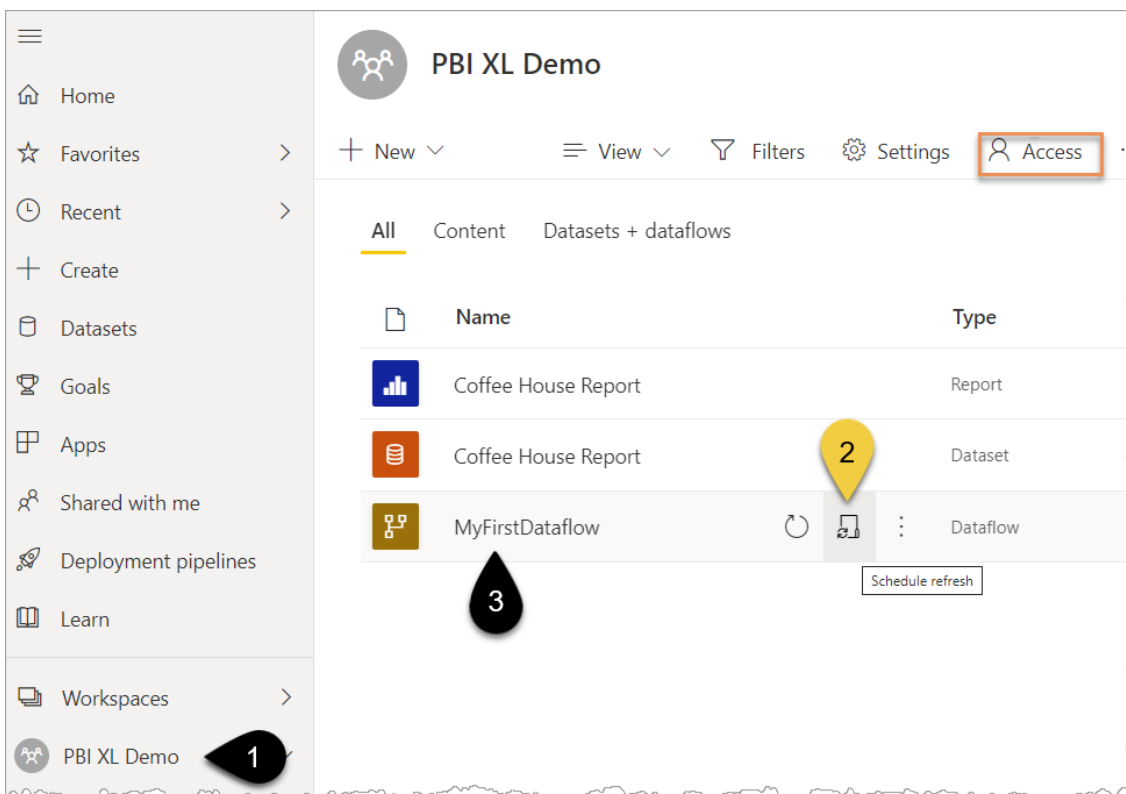 PBI XL Demo
Home
Favorites
Recent
Create
Datasets
Goals
Apps
Shared with me
Deployment pipelines
Learn
Workspaces
PBI XL Demo
1
New
View
Filters
Settings
Access
All
Content
Datasets + dataflows
Name
Type
Coffee House Report
Report
Coffee House Report
2
Dataset
MyFirstDataflow
Dataflow
Schedule refresh
3